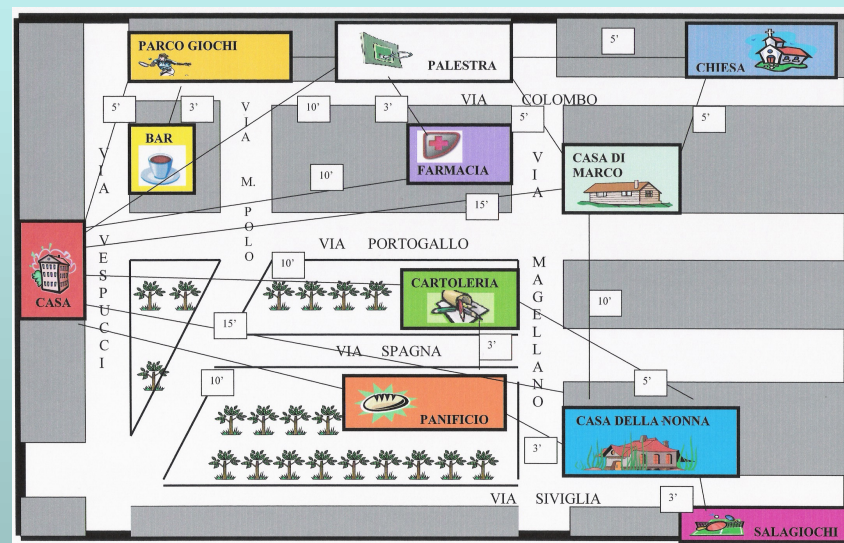 PARCO GIOCHI
PALESTRA
5’
CHIESA
5’
3’
VIA M. POLO
10’
3’
VIA COLOMBO
5’
5’
BAR
FARMACIA
CASA DI
MARCO
VIA VESPUCCI
10’
15’
VIA PORTOGALLO
VIA MAGELLANO
CASA
10’
CARTOLERIA
10’
15’
VIA SPAGNA
3’
10’
5’
PANIFICIO
CASA DELLA NONNA
3’
VIA SIVIGLIA
3’
SALAGIOCHI